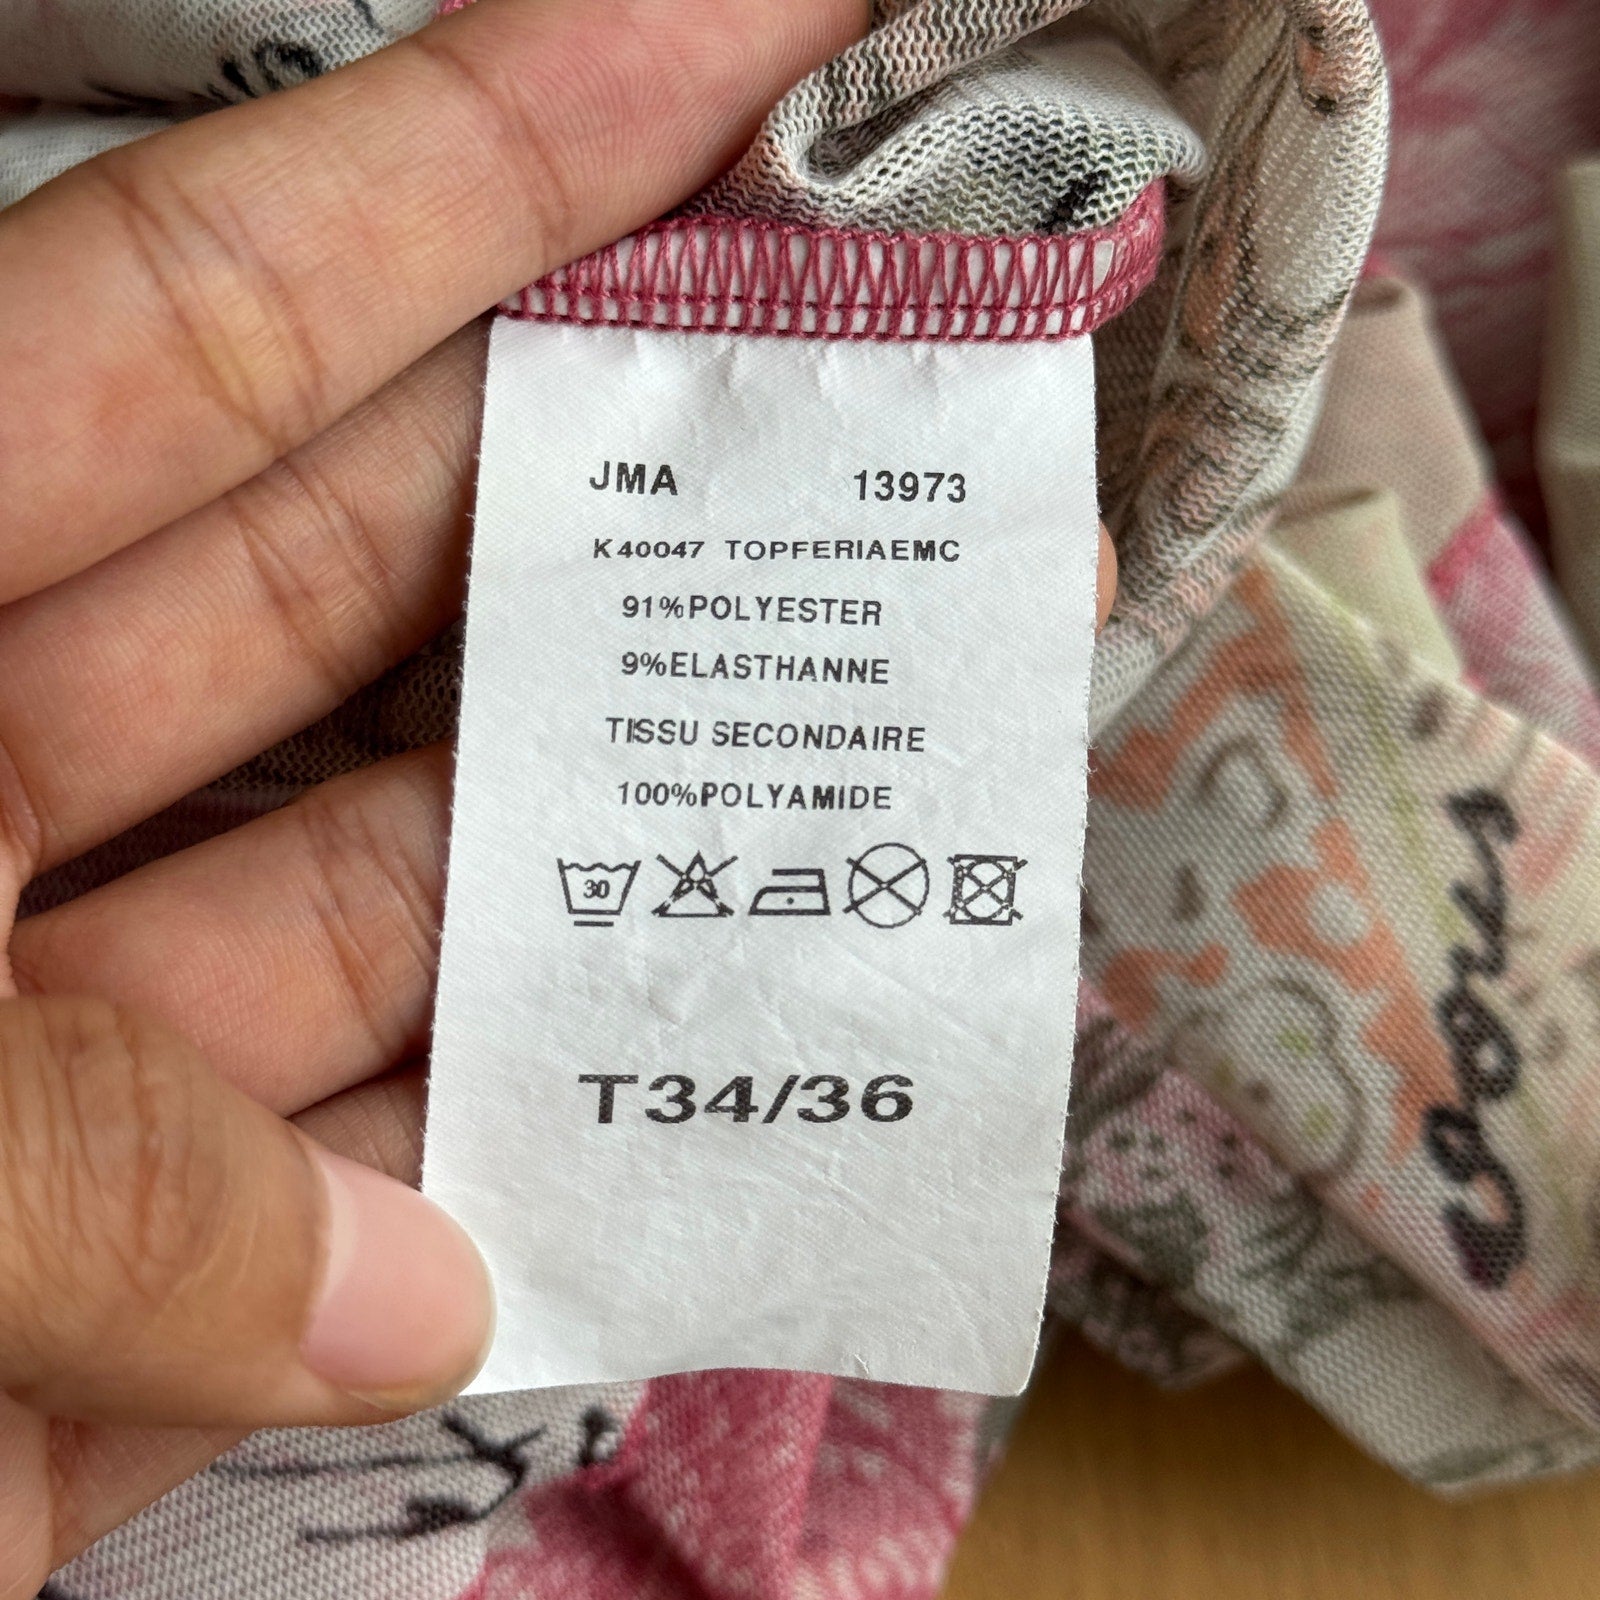 JMA 13973
K40047 TOPFERIAEMC
91%POLYESTER
9%ELASTHANNE
TISSU SECONDAIRE
100%POLYAMIDE
30
T34/36